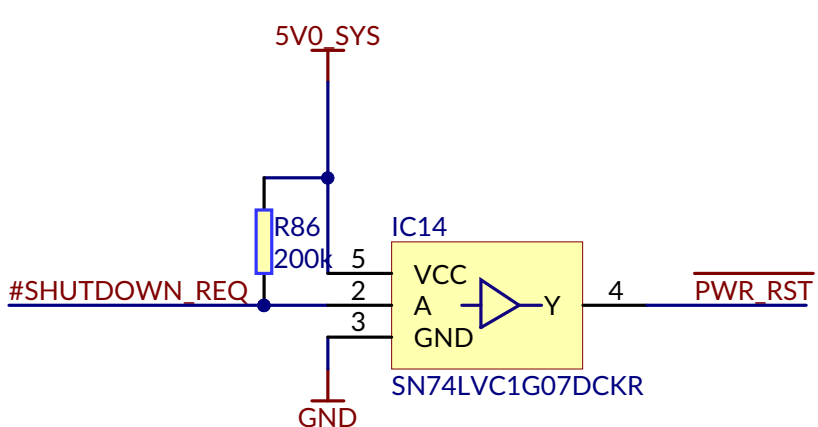 5V0_SYS
R86
200k
IC14
5
VCC
#SHUTDOWN_REQ
2
A
Y
4
PWR_RST
3
GND
SN74LVC1G07DCKR
GND